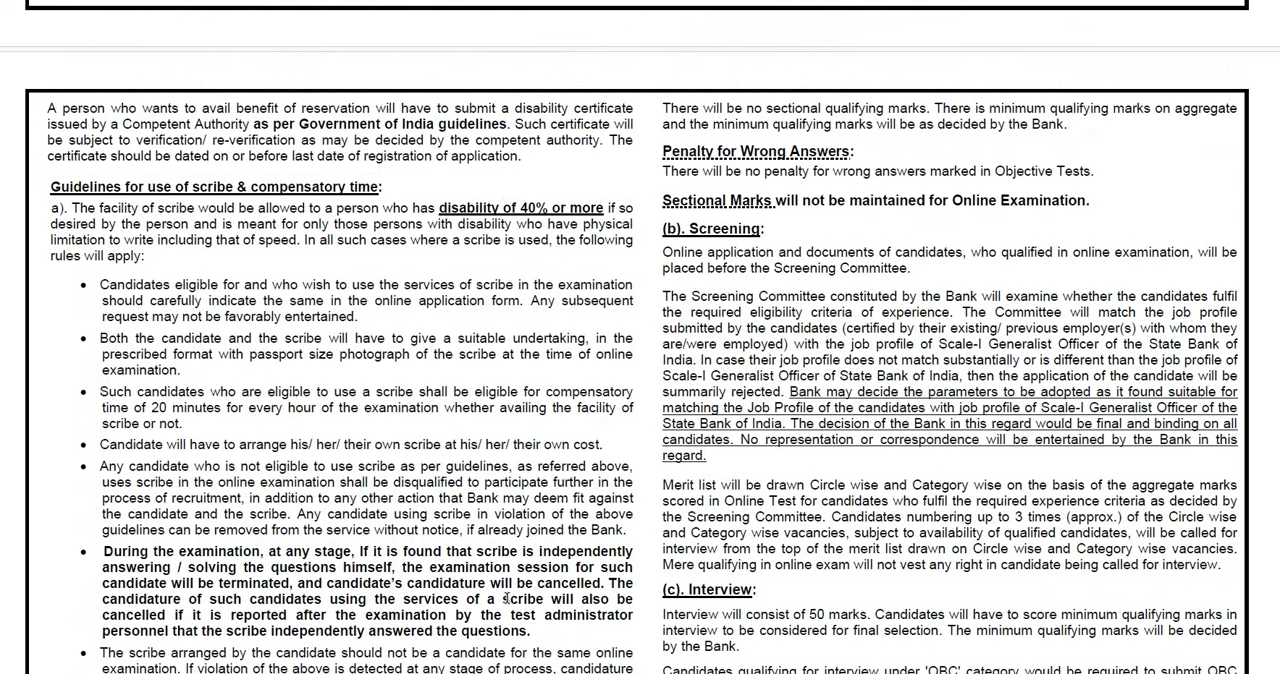 A person who wants to avail benefit of reservation will have to submit a disability certificate
issued by a Competent Authority as per Government of India guidelines. Such certificate will
be subject to verification/ re-verification as may be decided by the competent authority. The
certificate should be dated on or before last date of registration of application.
Guidelines for use of scribe & compensatory time:
a). The facility of scribe would be allowed to a person who has disability of 40% or more if so
desired by the person and is meant for only those persons with disability who have physical
limitation to write including that of speed. In all such cases where a scribe is used, the following
rules will apply:
• Candidates eligible for and who wish to use the services of scribe in the examination
should carefully indicate the same in the online application form. Any subsequent
request may not be favorably entertained.
• Both the candidate and the scribe will have to give a suitable undertaking, in the
prescribed format with passport size photograph of the scribe at the time of online
examination.
• Such candidates who are eligible to use a scribe shall be eligible for compensatory
time of 20 minutes for every hour of the examination whether availing the facility of
scribe or not.
• Candidate will have to arrange his/ her/ their own scribe at his/ her/ their own cost.
• Any candidate who is not eligible to use scribe as per guidelines, as referred above,
uses scribe in the online examination shall be disqualified to participate further in the
process of recruitment, in addition to any other action that Bank may deem fit against
the candidate and the scribe. Any candidate using scribe in violation of the above
guidelines can be removed from the service without notice, if already joined the Bank.
• During the examination, at any stage, If it is found that scribe is independently
answering / solving the questions himself, the examination session for such
candidate will be terminated, and candidate's candidature will be cancelled. The
candidature of such candidates using the services of a scribe will also be
cancelled if it is reported after the examination by the test administrator
personnel that the scribe independently answered the questions.
• The scribe arranged by the candidate should not be a candidate for the same online
examination. If violation of the above is detected at any stage of process, candidature
There will be no sectional qualifying marks. There is minimum qualifying marks on aggregate
and the minimum qualifying marks will be as decided by the Bank.
Penalty for Wrong Answers:
There will be no penalty for wrong answers marked in Objective Tests.
Sectional Marks will not be maintained for Online Examination.
(b). Screening:
Online application and documents of candidates, who qualified in online examination, will be
placed before the Screening Committee.
The Screening Committee constituted by the Bank will examine whether the candidates fulfil
the required eligibility criteria of experience. The Committee will match the job profile
submitted by the candidates (certified by their existing/ previous employer(s) with whom they
are/were employed) with the job profile of Scale-I Generalist Officer of the State Bank of
India. In case their job profile does not match substantially or is different than the job profile of
Scale-I Generalist Officer of State Bank of India, then the application of the candidate will be
summarily rejected. Bank may decide the parameters to be adopted as it found suitable for
matching the Job Profile of the candidates with job profile of Scale-I Generalist Officer of the
State Bank of India. The decision of the Bank in this regard would be final and binding on all
candidates. No representation or correspondence will be entertained by the Bank in this
regard.
Merit list will be drawn Circle wise and Category wise on the basis of the aggregate marks
scored in Online Test for candidates who fulfil the required experience criteria as decided by
the Screening Committee. Candidates numbering up to 3 times (approx.) of the Circle wise
and Category wise vacancies, subject to availability of qualified candidates, will be called for
interview from the top of the merit list drawn on Circle wise and Category wise vacancies.
Mere qualifying in online exam will not vest any right in candidate being called for interview.
(c). Interview:
Interview will consist of 50 marks. Candidates will have to score minimum qualifying marks in
interview to be considered for final selection. The minimum qualifying marks will be decided
by the Bank.
Candidates qualifying for interview under 'OBC' category would be required to submit OBC